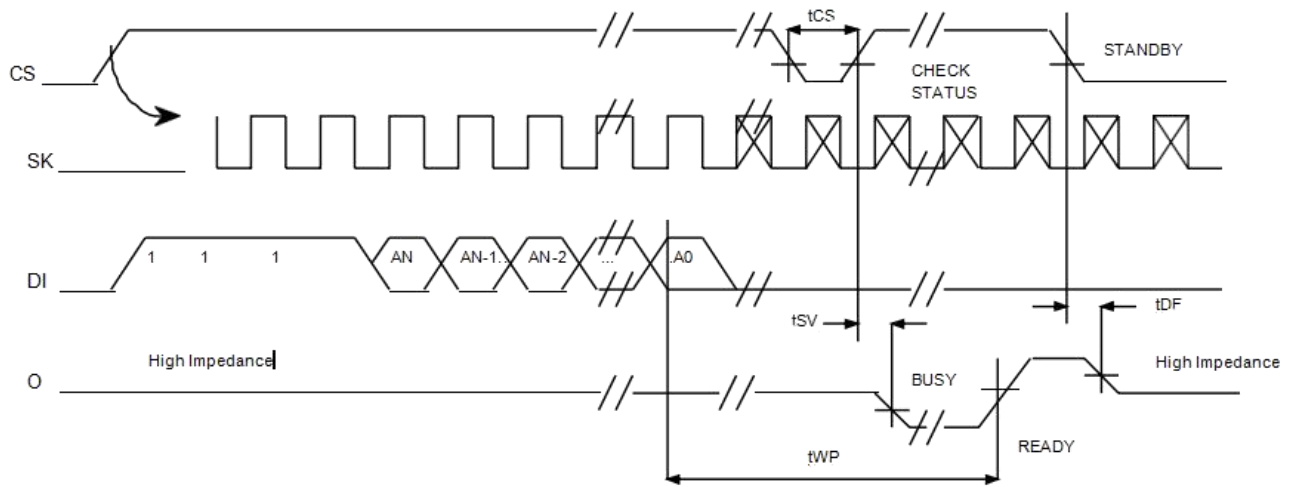 tCS
STANDBY
CS
CHECK
STATUS
SK
1 1 1 AN AN-1.. AN-2 ... .A0
DI
tSV
tDF
High Impedance
BUSY
High Impedance
O
READY
tWP